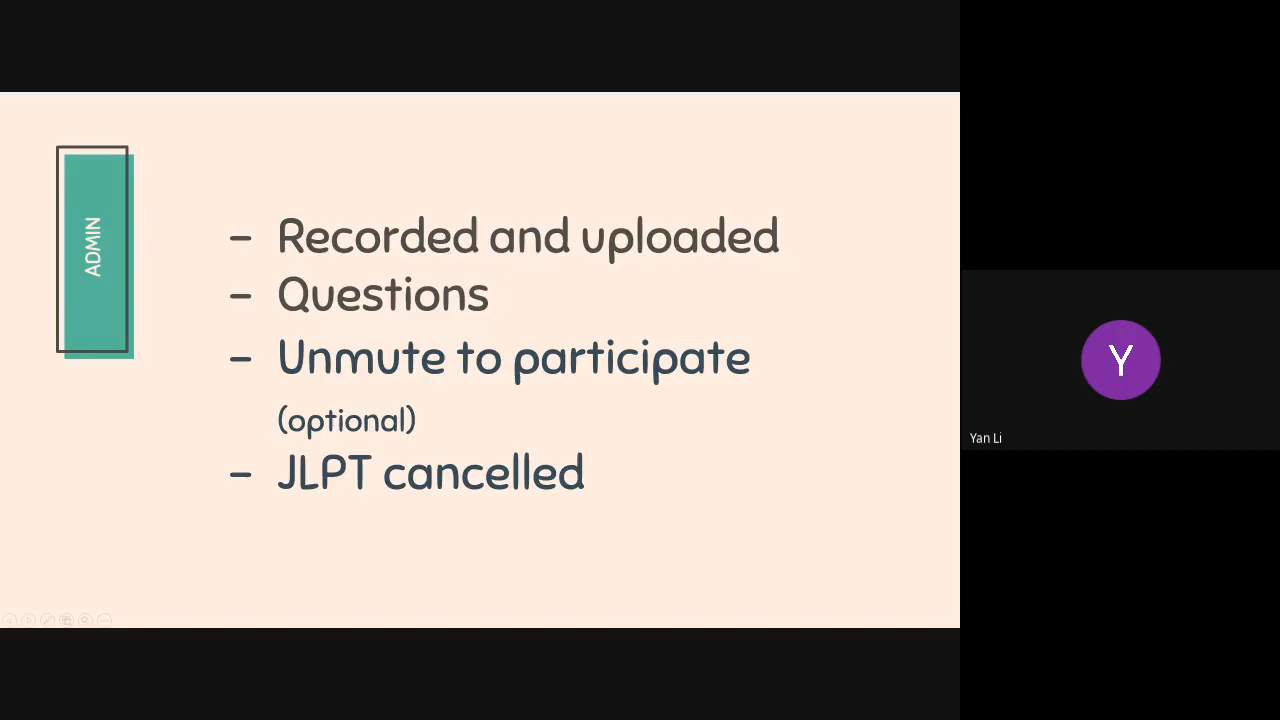 ADMIN
- Recorded and uploaded
- Questions
- Unmute to participate
(optional)
- JLPT cancelled
Y
Yan Li